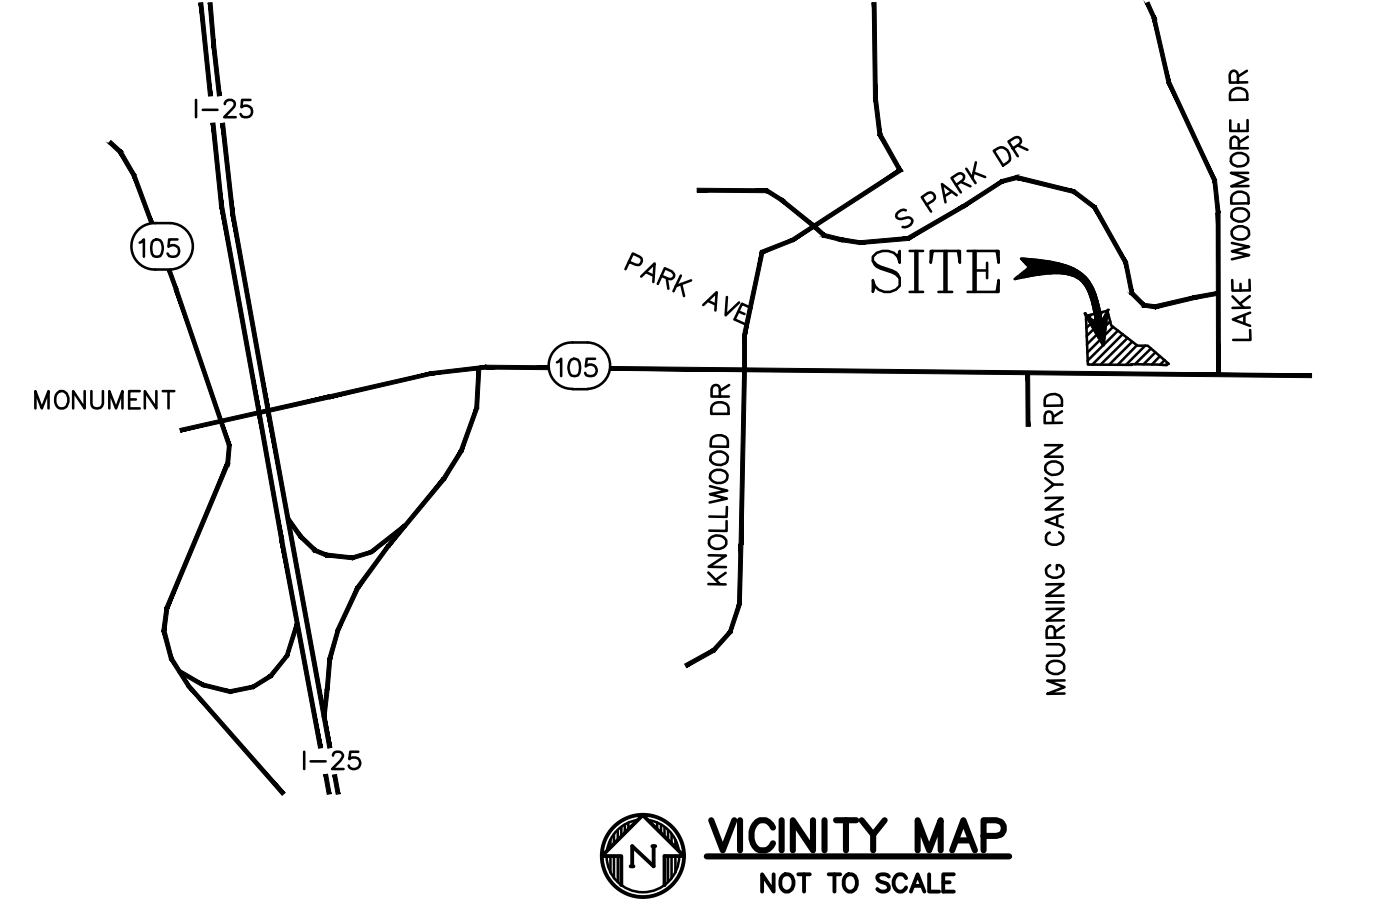 I-25
LAKE WOODMORE DR
S PARK DR
105
SITE
PARK AVE
105
MONUMENT
KNOLLWOOD DR
MOURNING CANYON RD
I-25
N
VICINITY MAP
NOT TO SCALE